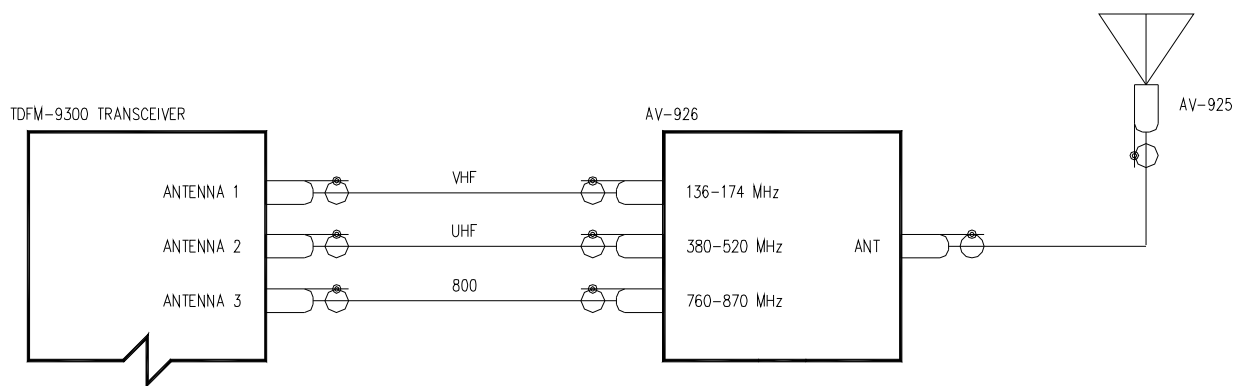 TDFM-9300 TRANSCEIVER
AV-926
AV-925
ANTENNA 1
VHF
136-174 MHz
ANTENNA 2
UHF
380-520 MHz
ANT
ANTENNA 3
800
760-870 MHz